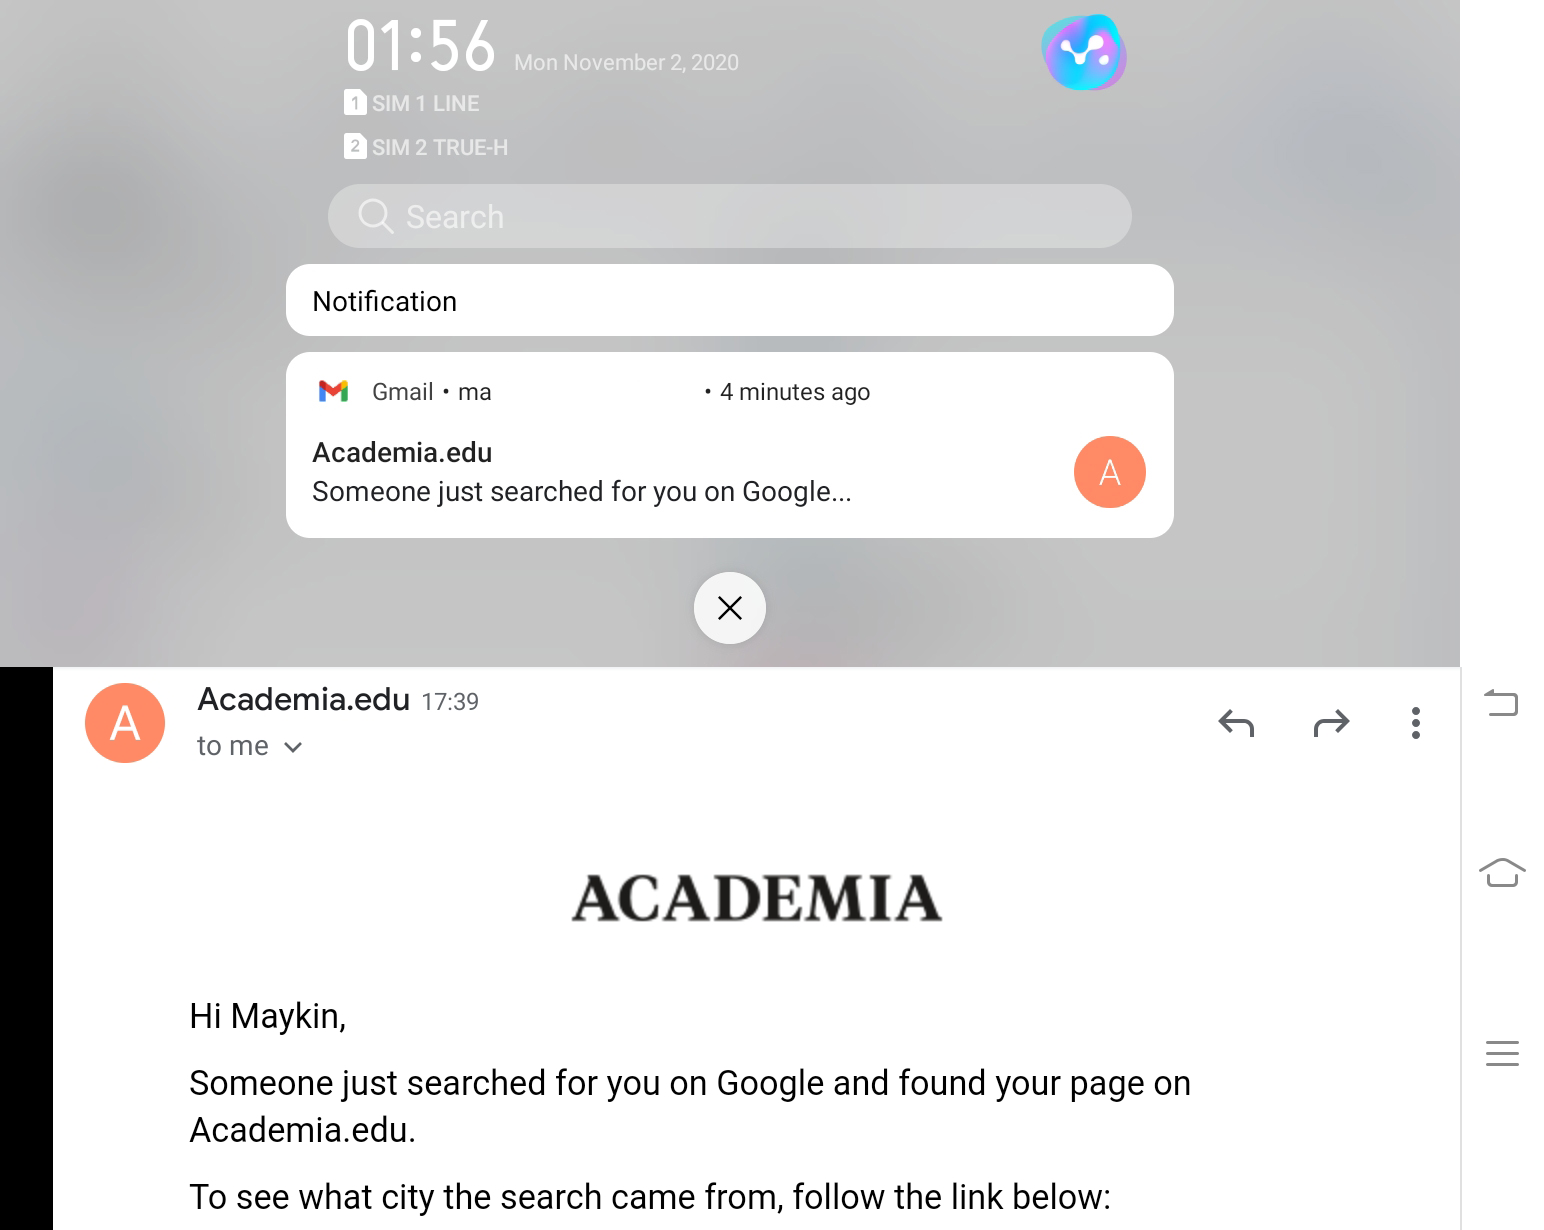 01:56 Mon November 2, 2020
1 SIM 1 LINE
2 SIM 2 TRUE-H
Search
Notification
Gmail • ma • 4 minutes ago
Academia.edu
Someone just searched for you on Google...
A
A
Academia.edu 17:39
to me
ACADEMIA
Hi Maykin,
Someone just searched for you on Google and found your page on
Academia.edu.
To see what city the search came from, follow the link below: